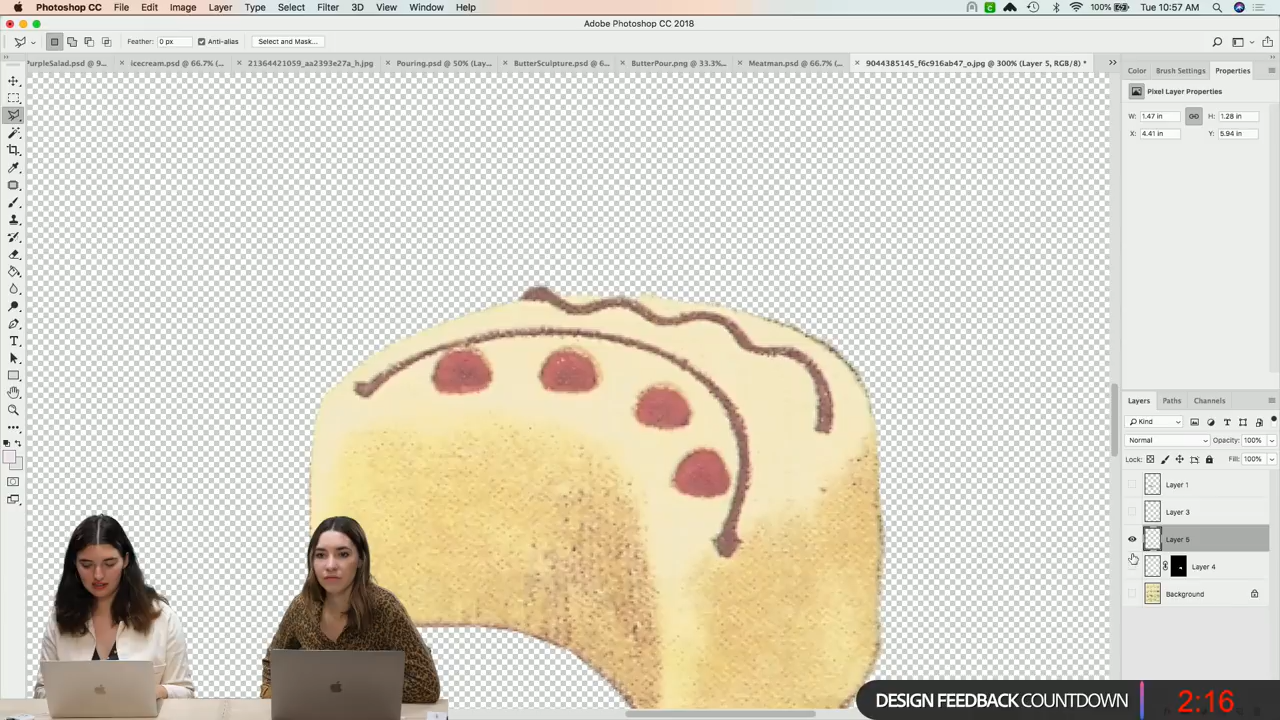 Photoshop CC File Edit Image Layer Type Select Filter 3D View Window Help 100% Tue 10:57 AM
Adobe Photoshop CC 2018
Feather: 0 px Anti-alias Select and Mask...
PurpleSalad.psd @ 9... icecream.psd @ 66.7% (... 21364421059_aa2393e27a_h.jpg Pouring.psd @ 50% (Lay... ButterSculpture.psd @ 6... ButterPour.png @ 33.3%... Meatman.psd @ 66.7% (... 9044385145_f6c916ab47_o.jpg @ 300% (Layer 5, RGB/8) *
Color Brush Settings Properties
Pixel Layer Properties
W: 1.47 in H: 1.28 in
X: 4.41 in Y: 5.94 in
Layers Paths Channels
Kind
Normal Opacity: 100%
Lock: Fill: 100%
Layer 1
Layer 3
Layer 5
Layer 4
Background
DESIGN FEEDBACK COUNTDOWN 2:16